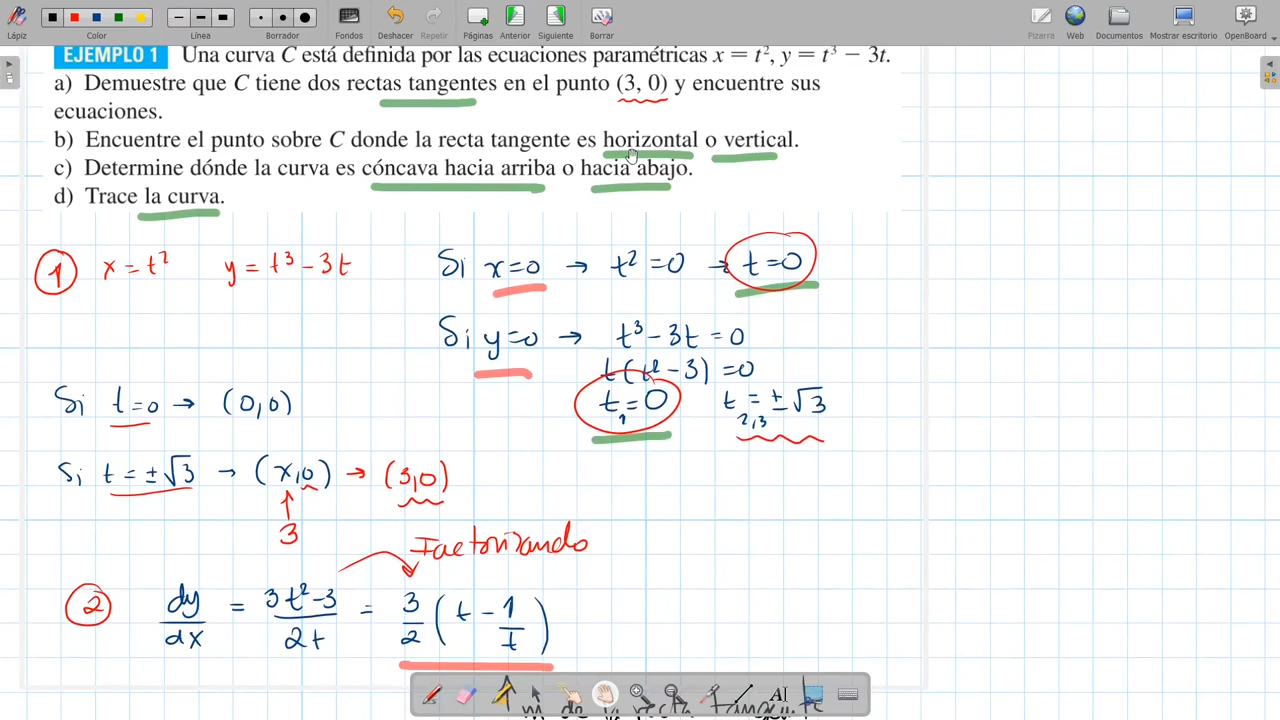 Lápiz Línea Borrador Fondos Deshacer Páginas Anterior Siguiente Borrar Pizarra Web Documentos Mostrar escritorio OpenBoard
EJEMPLO 1 Una curva C está definida por las ecuaciones paramétricas x = t², y = t³ − 3t.
a) Demuestre que C tiene dos rectas tangentes en el punto (3, 0) y encuentre sus
ecuaciones.
b) Encuentre el punto sobre C donde la recta tangente es horizontal o vertical.
c) Determine dónde la curva es cóncava hacia arriba o hacia abajo.
d) Trace la curva.
1 x = t² y = t³ − 3t Si x=0 → t² = 0 → t = 0
Si y=0 → t³ − 3t = 0
t(t² − 3) = 0
Si t=0 → (0,0) t₁ = 0 t₂,₃ = ±√3
Si t = ±√3 → (x,0) → (3,0)
↑
3
Factorizando
2 dy/dx = 3t²−3/2t = 3/2 (t − 1/t)
m de la recta tangente